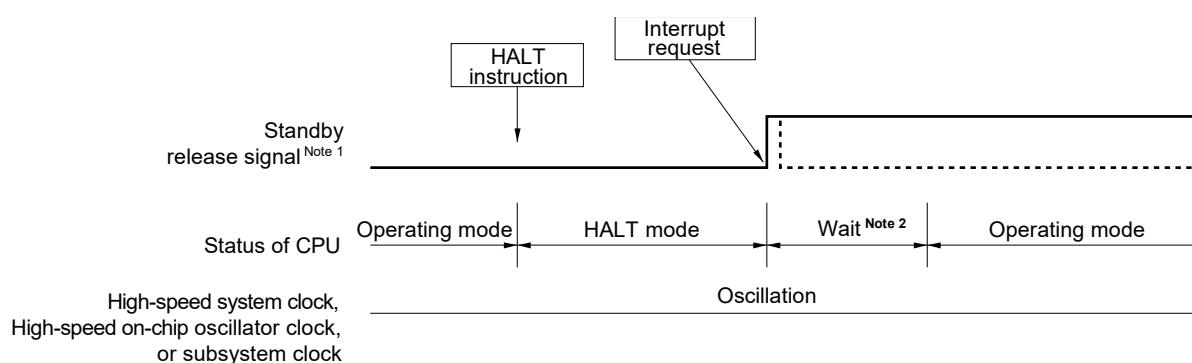 Interrupt
request
HALT
instruction
Standby
release signal Note 1
Operating mode
HALT mode
Wait Note 2
Operating mode
Status of CPU
Oscillation
High-speed system clock,
High-speed on-chip oscillator clock,
or subsystem clock